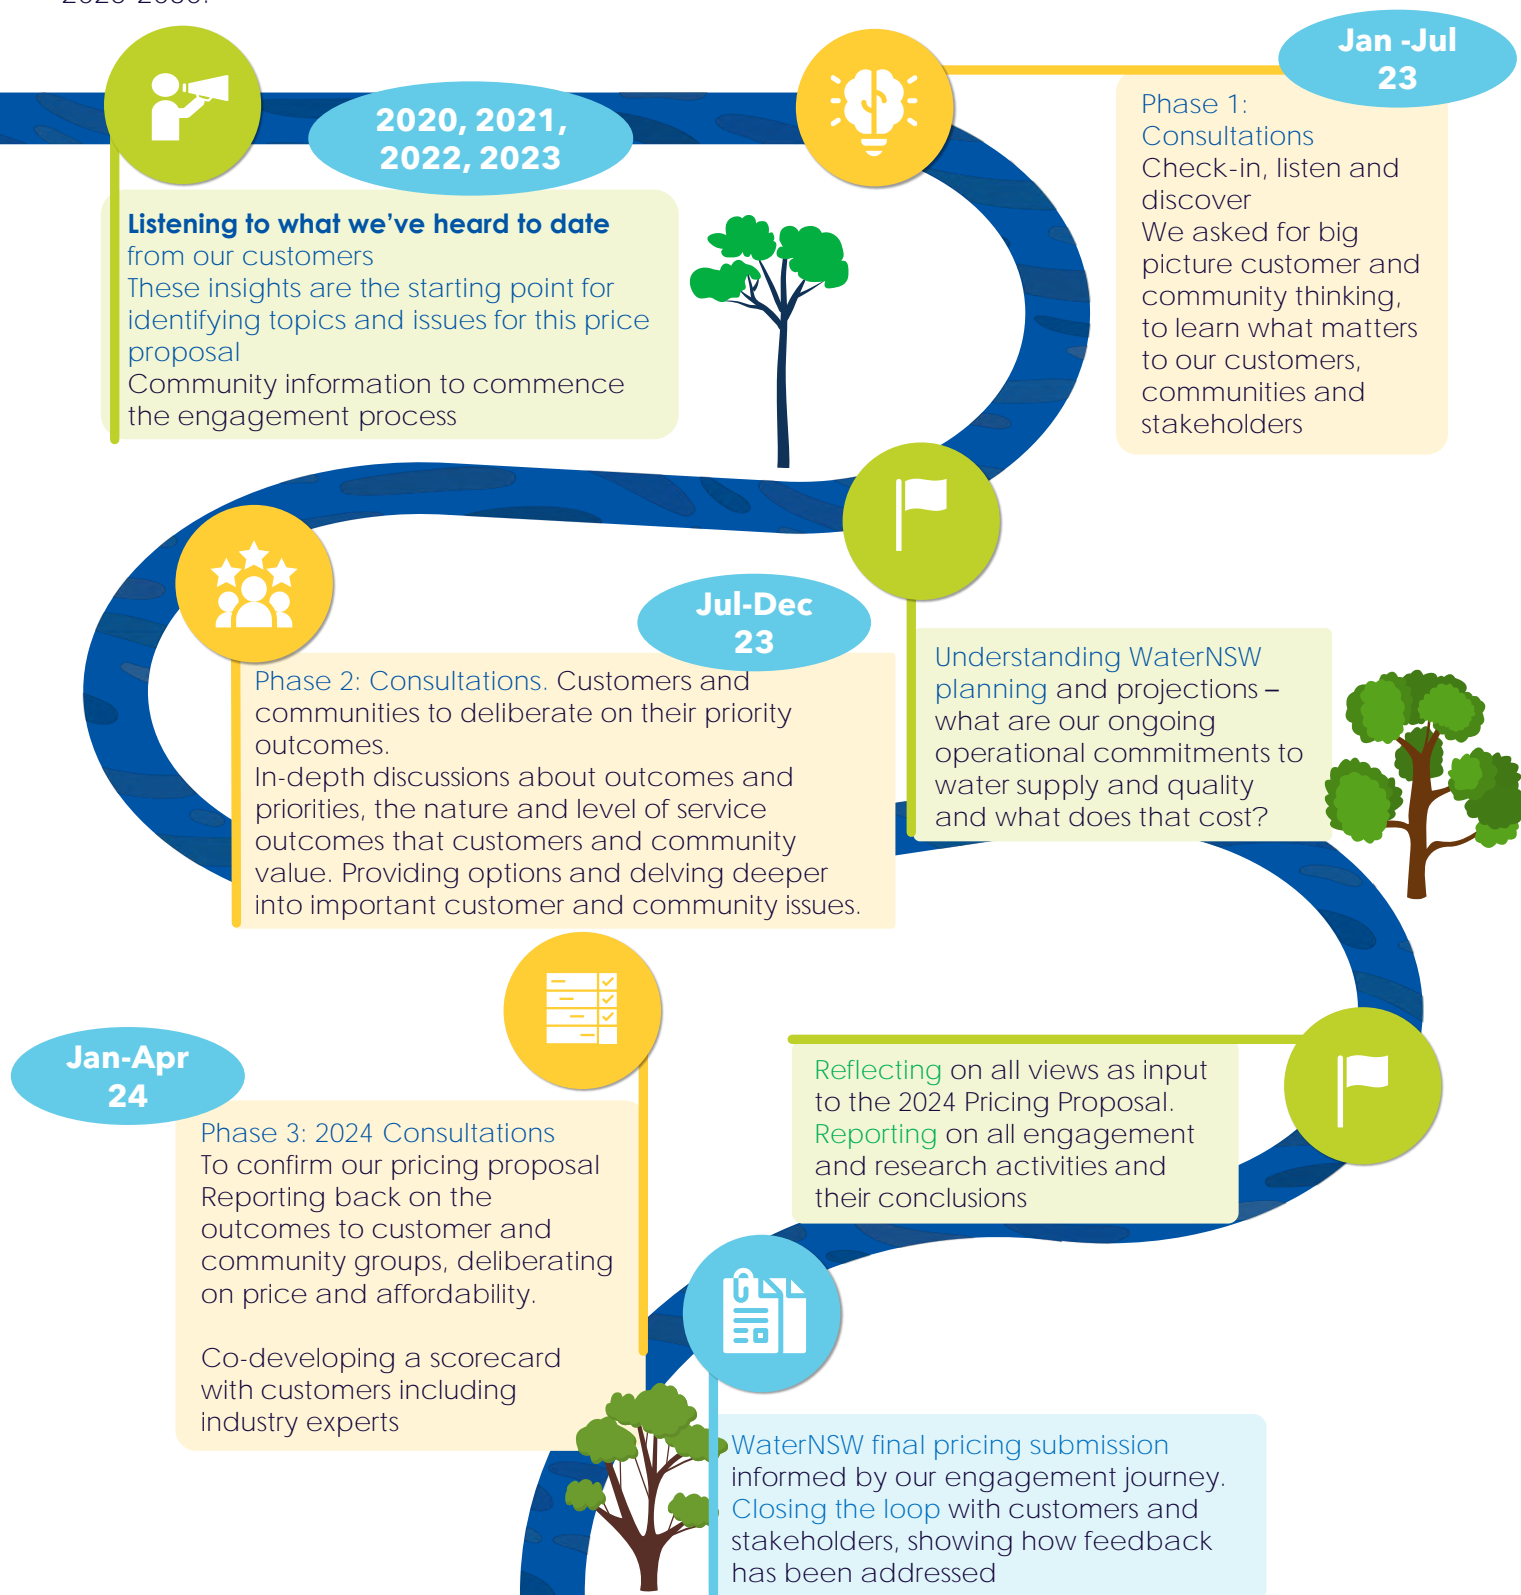 2020, 2021,
2022, 2023
Listening to what we've heard to date
from our customers
These insights are the starting point for
identifying topics and issues for this price
proposal
Community information to commence
the engagement process
Jan -Jul
23
Phase 1:
Consultations
Check-in, listen and
discover
We asked for big
picture customer and
community thinking,
to learn what matters
to our customers,
communities and
stakeholders
Understanding WaterNSW
planning and projections –
what are our ongoing
operational commitments to
water supply and quality
and what does that cost?
Jul-Dec
23
Phase 2: Consultations. Customers and
communities to deliberate on their priority
outcomes.
In-depth discussions about outcomes and
priorities, the nature and level of service
outcomes that customers and community
value. Providing options and delving deeper
into important customer and community issues.
Reflecting on all views as input
to the 2024 Pricing Proposal.
Reporting on all engagement
and research activities and
their conclusions
Jan-Apr
24
Phase 3: 2024 Consultations
To confirm our pricing proposal
Reporting back on the
outcomes to customer and
community groups, deliberating
on price and affordability.
Co-developing a scorecard
with customers including
industry experts
WaterNSW final pricing submission
informed by our engagement journey.
Closing the loop with customers and
stakeholders, showing how feedback
has been addressed